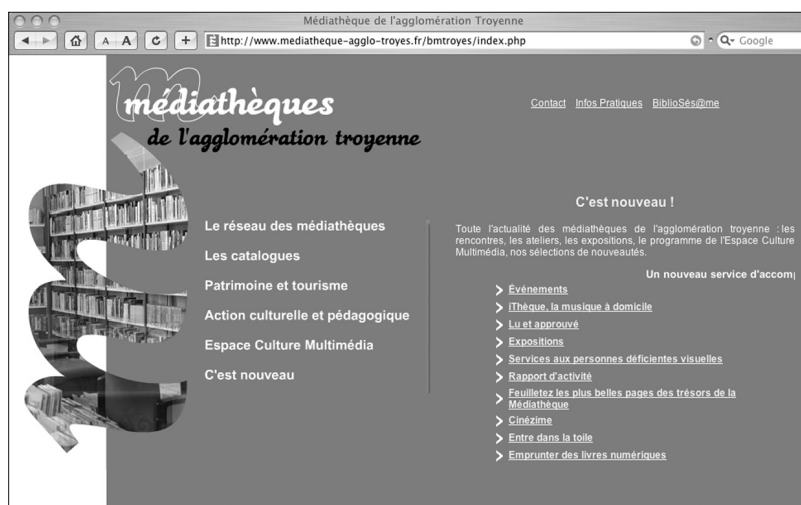 Médiathèque de l'agglomération Troyenne
A A
http://www.mediatheque-agglo-troyes.fr/bmtroyes/index.php
Google
médiathèques
de l'agglomération troyenne
Contact Infos Pratiques BiblioSés@me
Le réseau des médiathèques
Les catalogues
Patrimoine et tourisme
Action culturelle et pédagogique
Espace Culture Multimédia
C'est nouveau
C'est nouveau !
Toute l'actualité des médiathèques de l'agglomération troyenne : les
rencontres, les ateliers, les expositions, le programme de l'Espace Culture
Multimédia, nos sélections de nouveautés.
Un nouveau service d'accom
Événements
iThèque, la musique à domicile
Lu et approuvé
Expositions
Services aux personnes déficientes visuelles
Rapport d'activité
Feuilletez les plus belles pages des trésors de la
Médiathèque
Cinézime
Entre dans la toile
Emprunter des livres numériques